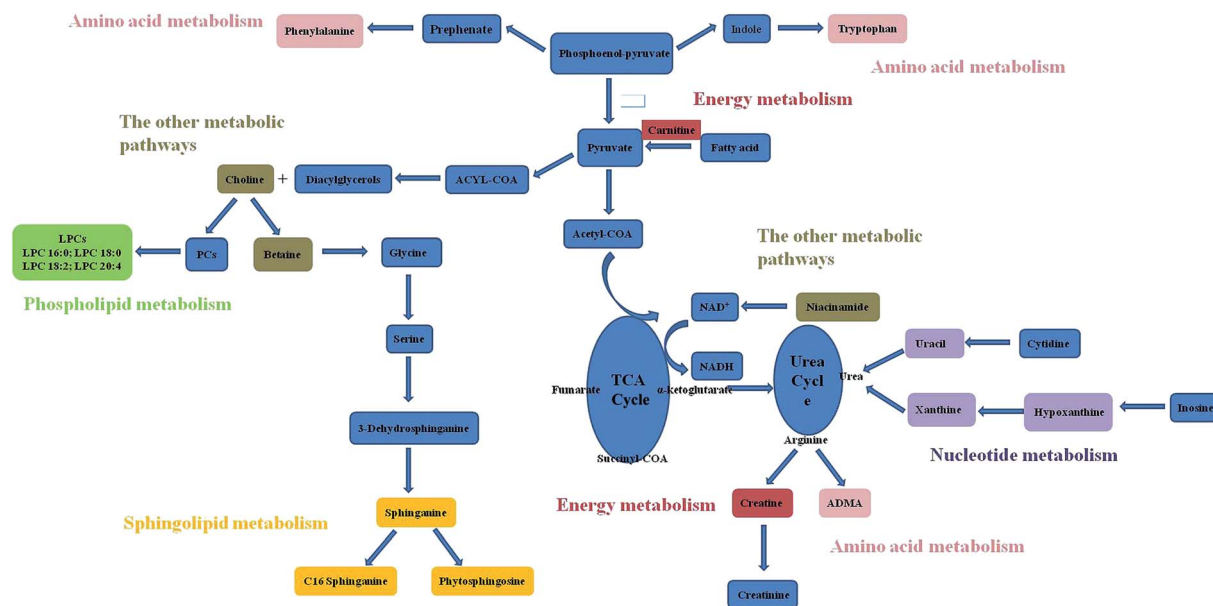 Amino acid metabolism
Phenylalanine
Prephenate
Phosphoenol-pyruvate
Indole
Tryptophan
Amino acid metabolism
Energy metabolism
The other metabolic
pathways
Pyruvate
Carnitine
Fatty acid
Choline
+
Diacylglycerols
ACYL-COA
LPCs
LPC 16:0; LPC 18:0
LPC 18:2; LPC 20:4
PCs
Betaine
Glycine
Acetyl-COA
The other metabolic
pathways
Phospholipid metabolism
NAD+
Niacinamide
Serine
Uracil
Cytidine
NADH
Urea
Cycl
e
Urea
Fumarate
TCA
Cycle
α-ketoglutarate
Xanthine
Hypoxanthine
Inosine
3-Dehydrosphinganine
Arginine
Nucleotide metabolism
Succinyl-COA
Energy metabolism
Creatine
ADMA
Sphinganine
Sphingolipid metabolism
Amino acid metabolism
C16 Sphinganine
Phytosphingosine
Creatinine